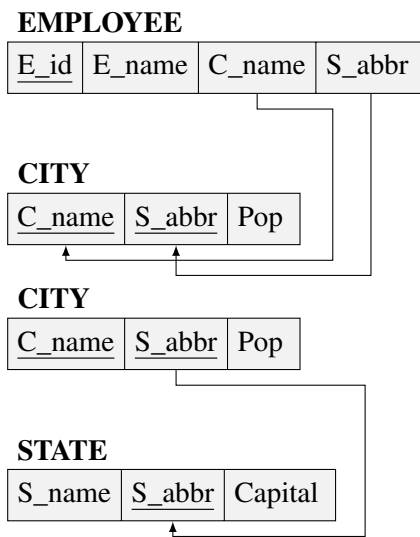 EMPLOYEE
E_id E_name C_name S_abbr
CITY
C_name S_abbr Pop
CITY
C_name S_abbr Pop
STATE
S_name S_abbr Capital